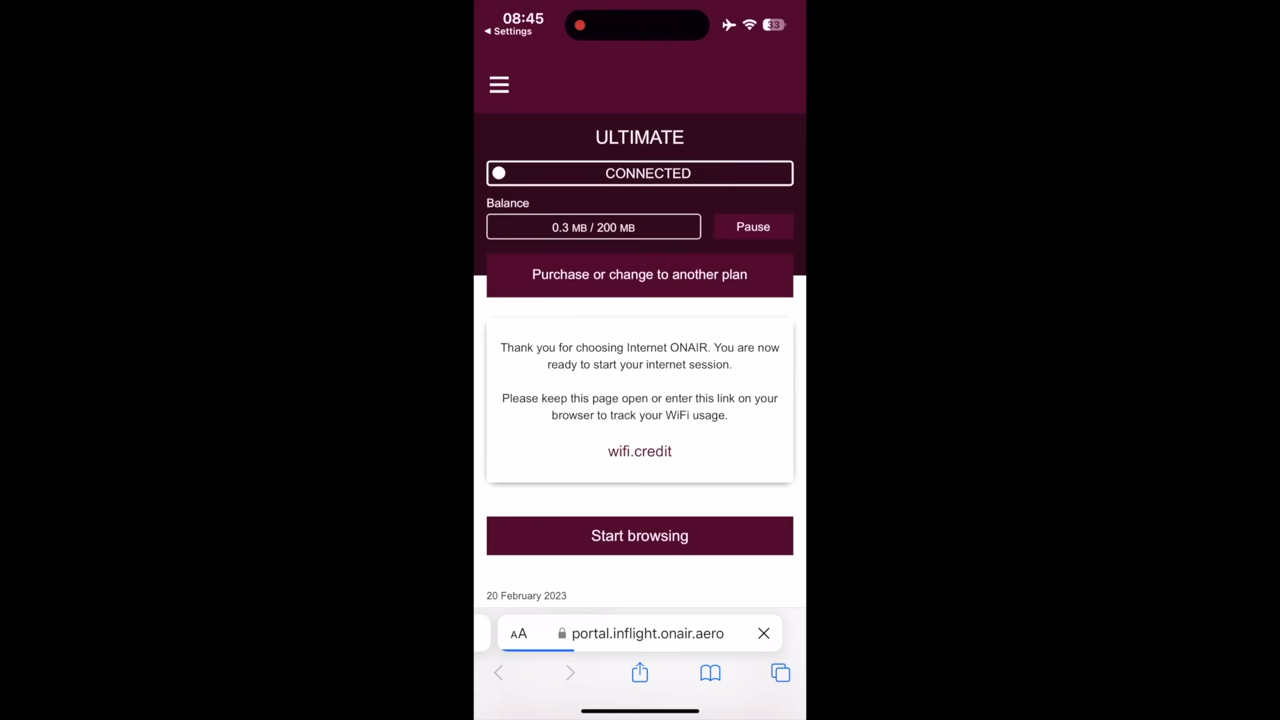 08:45
◀ Settings
33
ULTIMATE
CONNECTED
Balance
0.3 MB / 200 MB
Pause
Purchase or change to another plan
Thank you for choosing Internet ONAIR. You are now
ready to start your internet session.
Please keep this page open or enter this link on your
browser to track your WiFi usage.
wifi.credit
Start browsing
20 February 2023
AA
portal.inflight.onair.aero